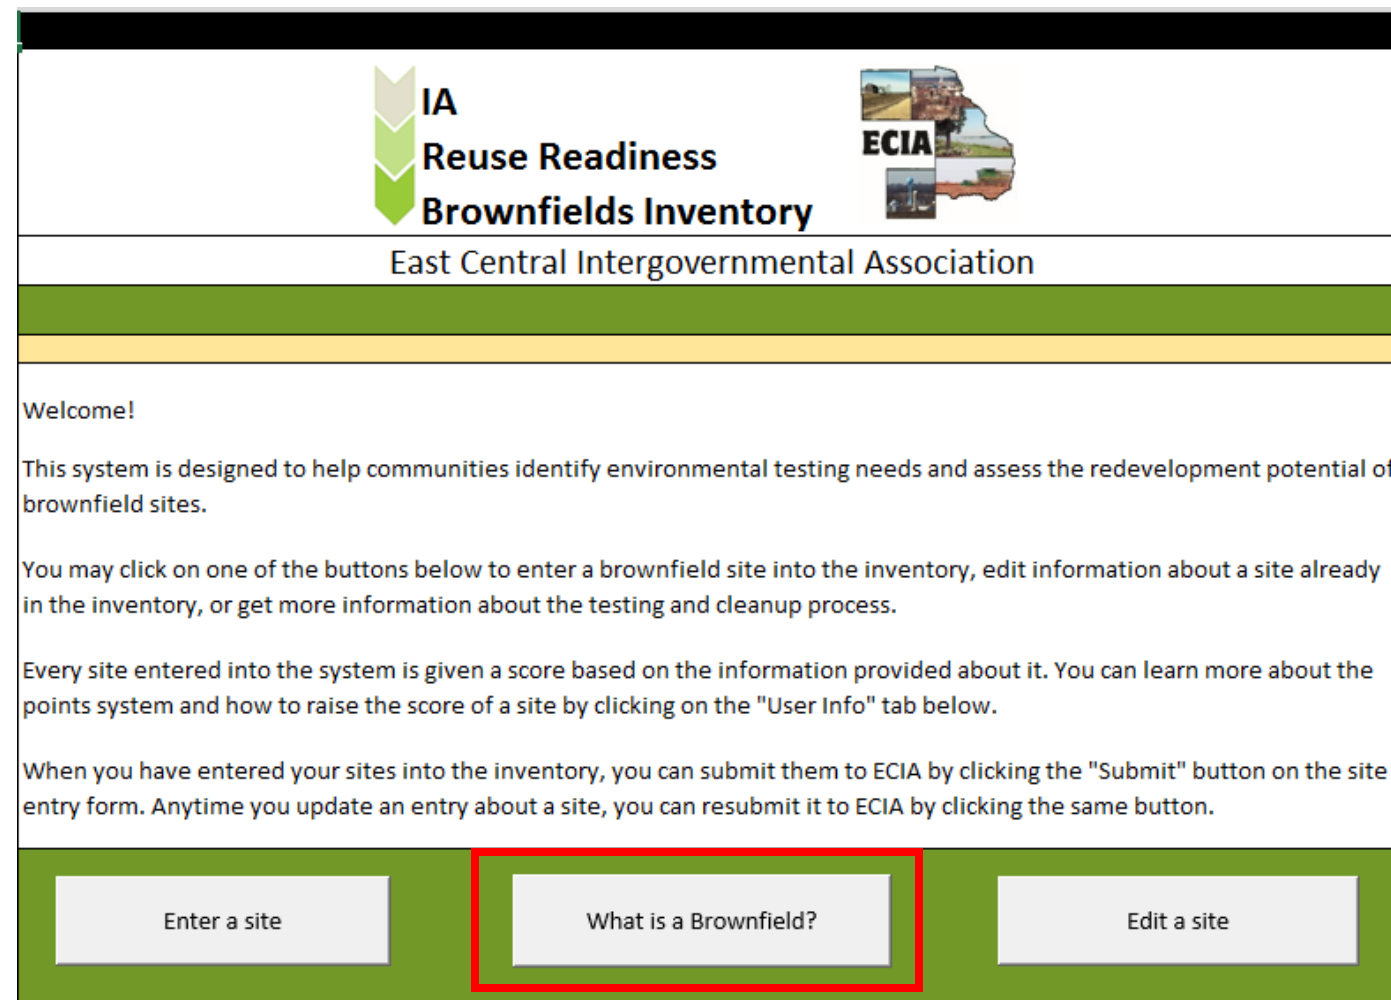 IA
Reuse Readiness
Brownfields Inventory
ECIA
East Central Intergovernmental Association
Welcome!
This system is designed to help communities identify environmental testing needs and assess the redevelopment potential of
brownfield sites.
You may click on one of the buttons below to enter a brownfield site into the inventory, edit information about a site already
in the inventory, or get more information about the testing and cleanup process.
Every site entered into the system is given a score based on the information provided about it. You can learn more about the
points system and how to raise the score of a site by clicking on the "User Info" tab below.
When you have entered your sites into the inventory, you can submit them to ECIA by clicking the "Submit" button on the site
entry form. Anytime you update an entry about a site, you can resubmit it to ECIA by clicking the same button.
Enter a site
What is a Brownfield?
Edit a site